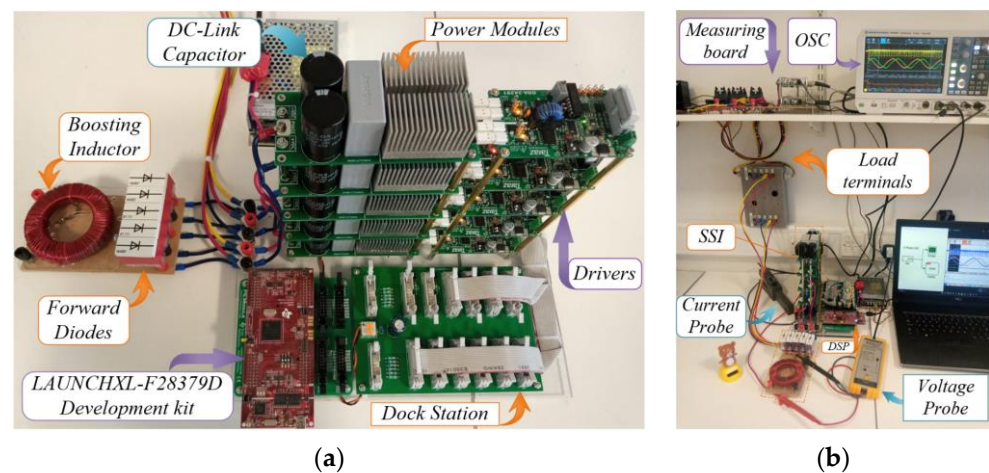 DC-Link
Capacitor
Power Modules
Boosting
Inductor
Forward
Diodes
Drivers
LAUNCHXL-F28379D
Development kit
Dock Station
(a)
Measuring
board
OSC
Load
terminals
SSI
Current
Probe
DSP
Voltage
Probe
(b)